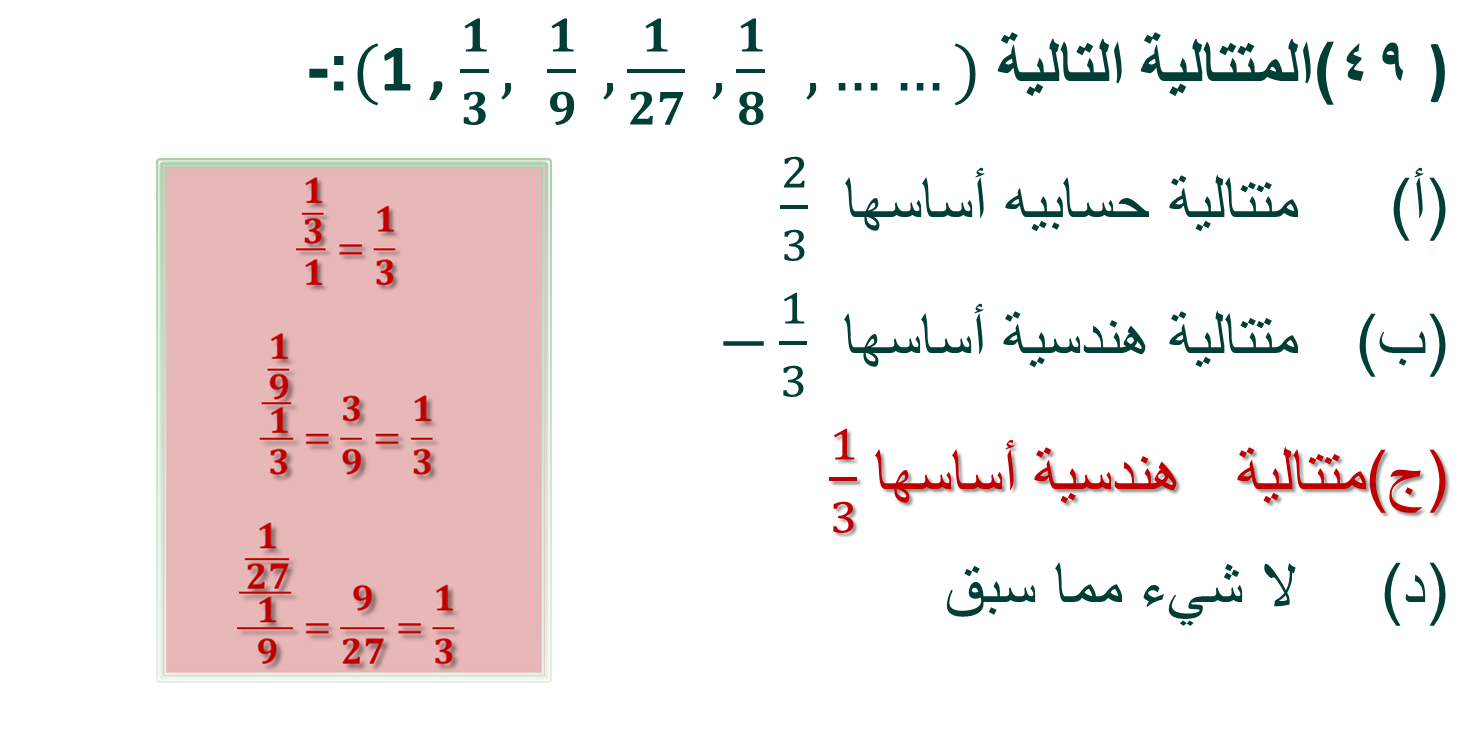 ( ٤٩)المتتالية التالية (1 , 1/3 , 1/9 , 1/27 , 1/8 , ... ...):-
(أ) متتالية حسابيه أساسها 2/3
(ب) متتالية هندسية أساسها − 1/3
(ج)متتالية هندسية أساسها 1/3
(د) لا شيء مما سبق
(1/3)/1 = 1/3
(1/9)/(1/3) = 3/9 = 1/3
(1/27)/(1/9) = 9/27 = 1/3